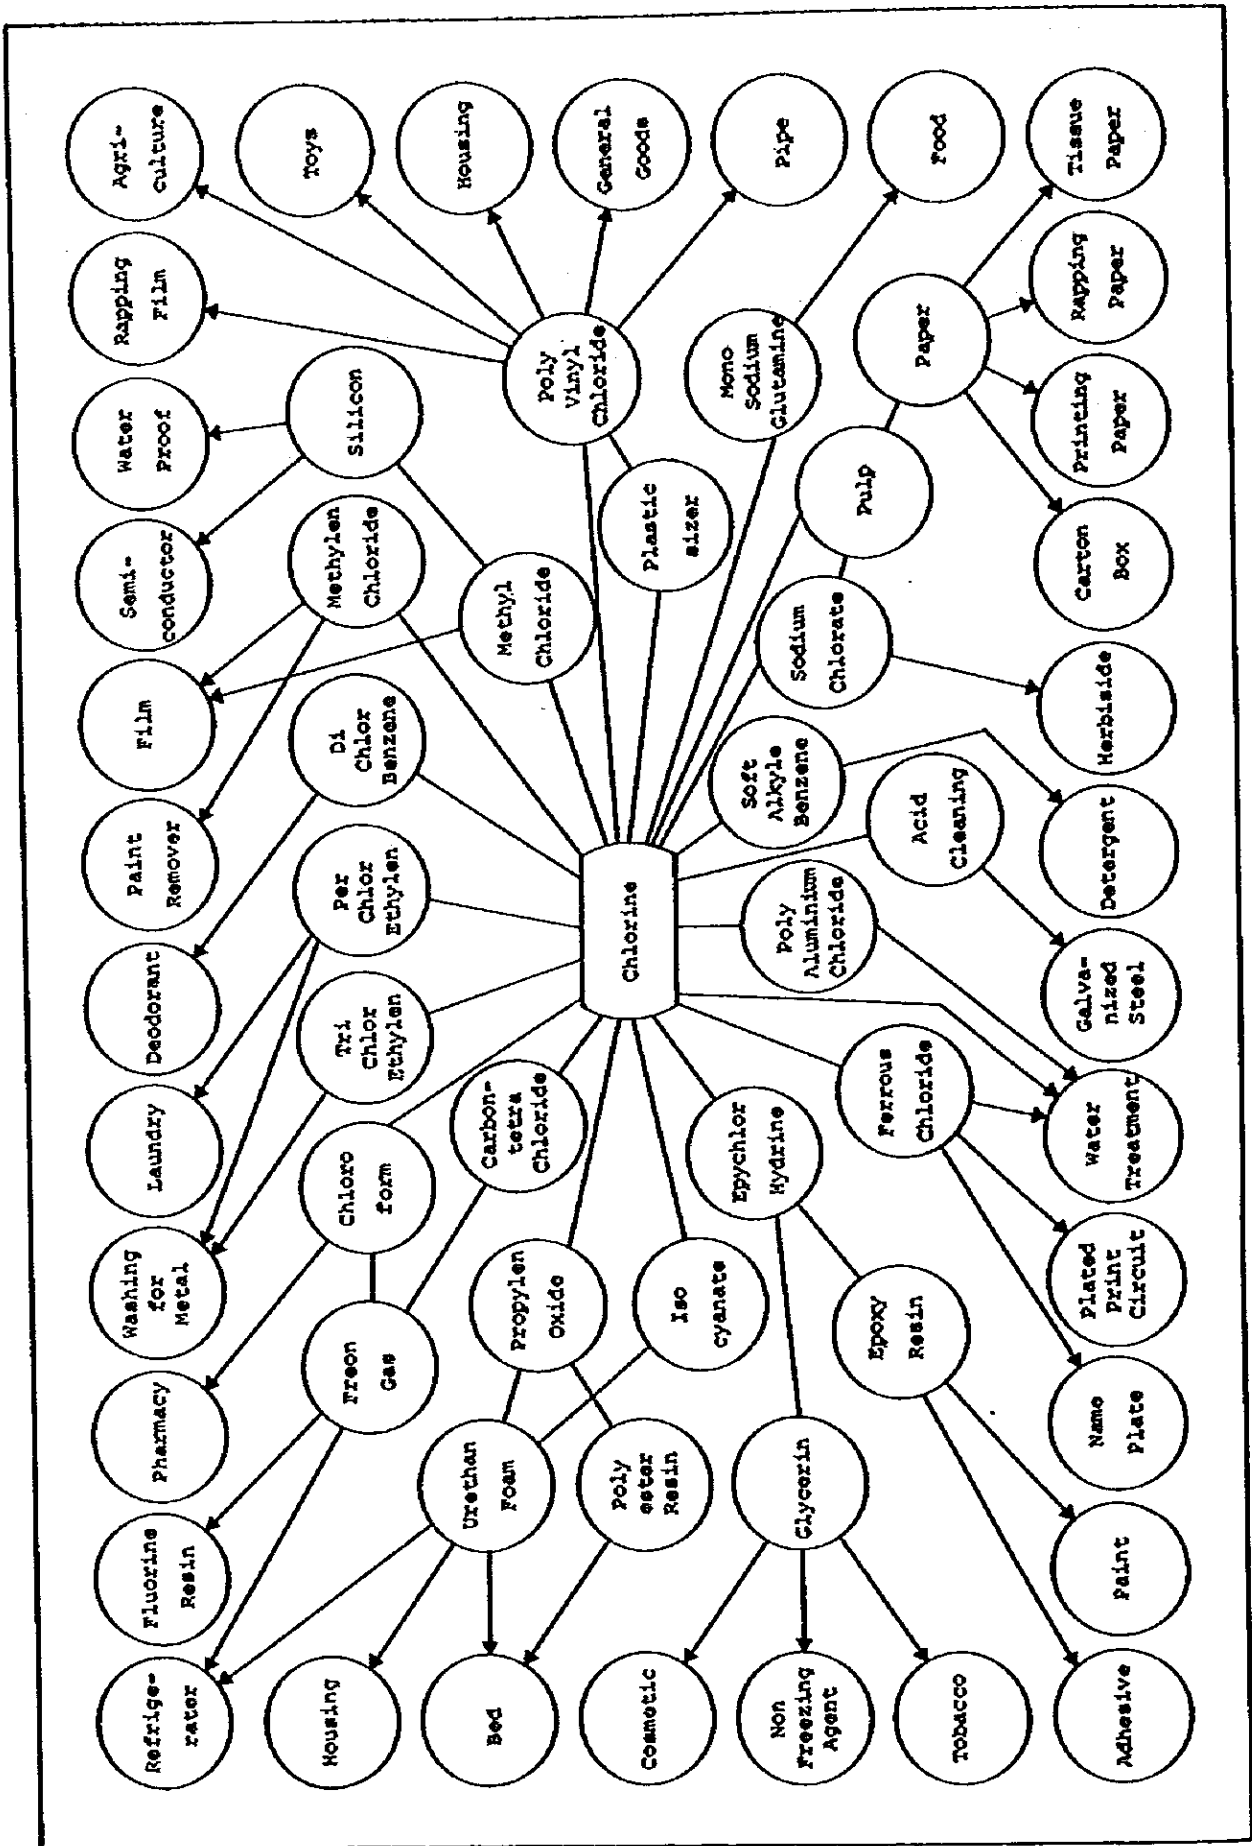 Refrige-
rater
Fluorine
Resin
Pharmacy
Washing
for
Metal
Laundry
Deodorant
Paint
Remover
Film
Semi-
conductor
Water
Proof
Rapping
Film
Agri-
culture
Housing
Freon
Gas
Chloro
form
Tri
Chlor
Ethylen
Per
Chlor
Ethylen
Di
Chlor
Benzene
Methylen
Chloride
Silicon
Toys
Bed
Urethan
Foam
Propylen
Oxide
Carbon-
tetra
Chloride
Methyl
Chloride
Housing
Cosmetic
Poly
ester
Resin
Iso
cyanate
Chlorine
Plastic
sizer
Poly
Vinyl
Chloride
General
Goods
Non
Freezing
Agent
Glycerin
Epychlor
Hydrine
Poly
Aluminium
Chloride
Soft
Alkyle
Benzene
Sodium
Chlorate
Mono
Sodium
Glutamine
Pipe
Tobacco
Epoxy
Resin
Ferrous
Chloride
Acid
Cleaning
Pulp
Paper
Food
Adhesive
Paint
Name
Plate
Plated
Print
Circuit
Water
Treatment
Galva-
nized
Steel
Detergent
Herbiside
Carton
Box
Printing
Paper
Rapping
Paper
Tissue
Paper